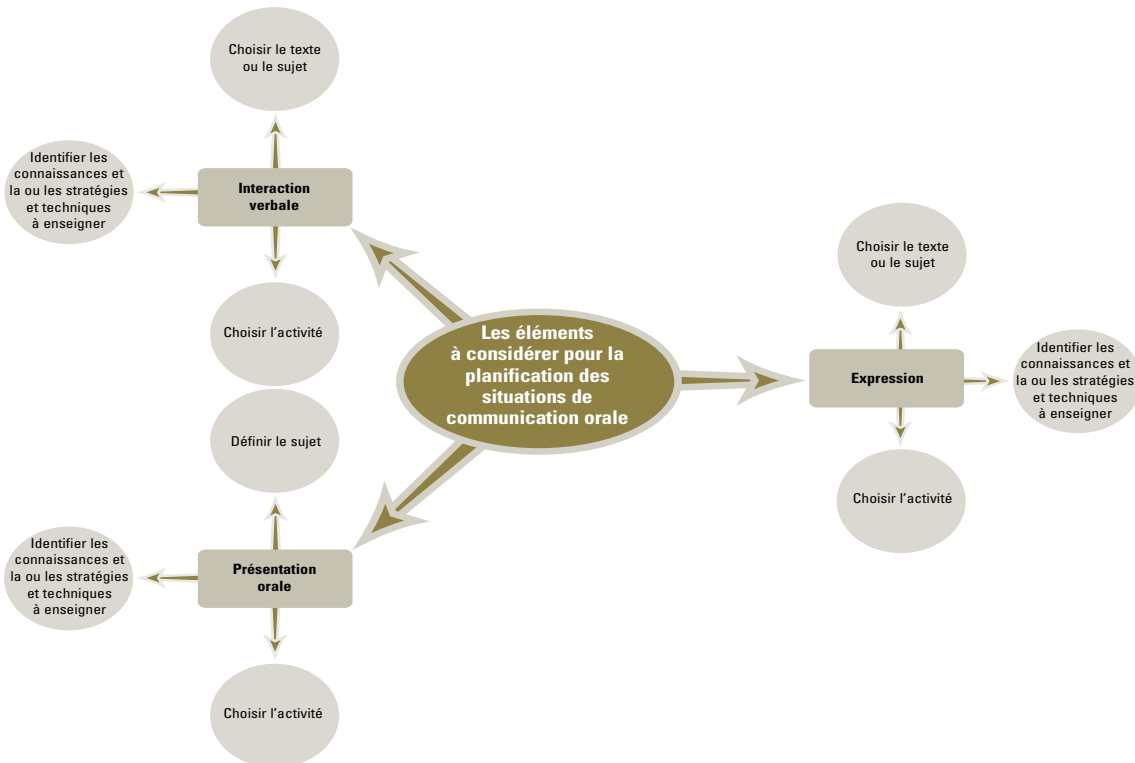 Choisir le texte
ou le sujet
Identifier les
connaissances et
la ou les stratégies
et techniques
à enseigner
Interaction
verbale
Choisir l'activité
Les éléments
à considérer pour la
planification des
situations de
communication orale
Choisir le texte
ou le sujet
Expression
Identifier les
connaissances et
la ou les stratégies
et techniques
à enseigner
Choisir l'activité
Définir le sujet
Identifier les
connaissances et
la ou les stratégies
et techniques
à enseigner
Présentation
orale
Choisir l'activité